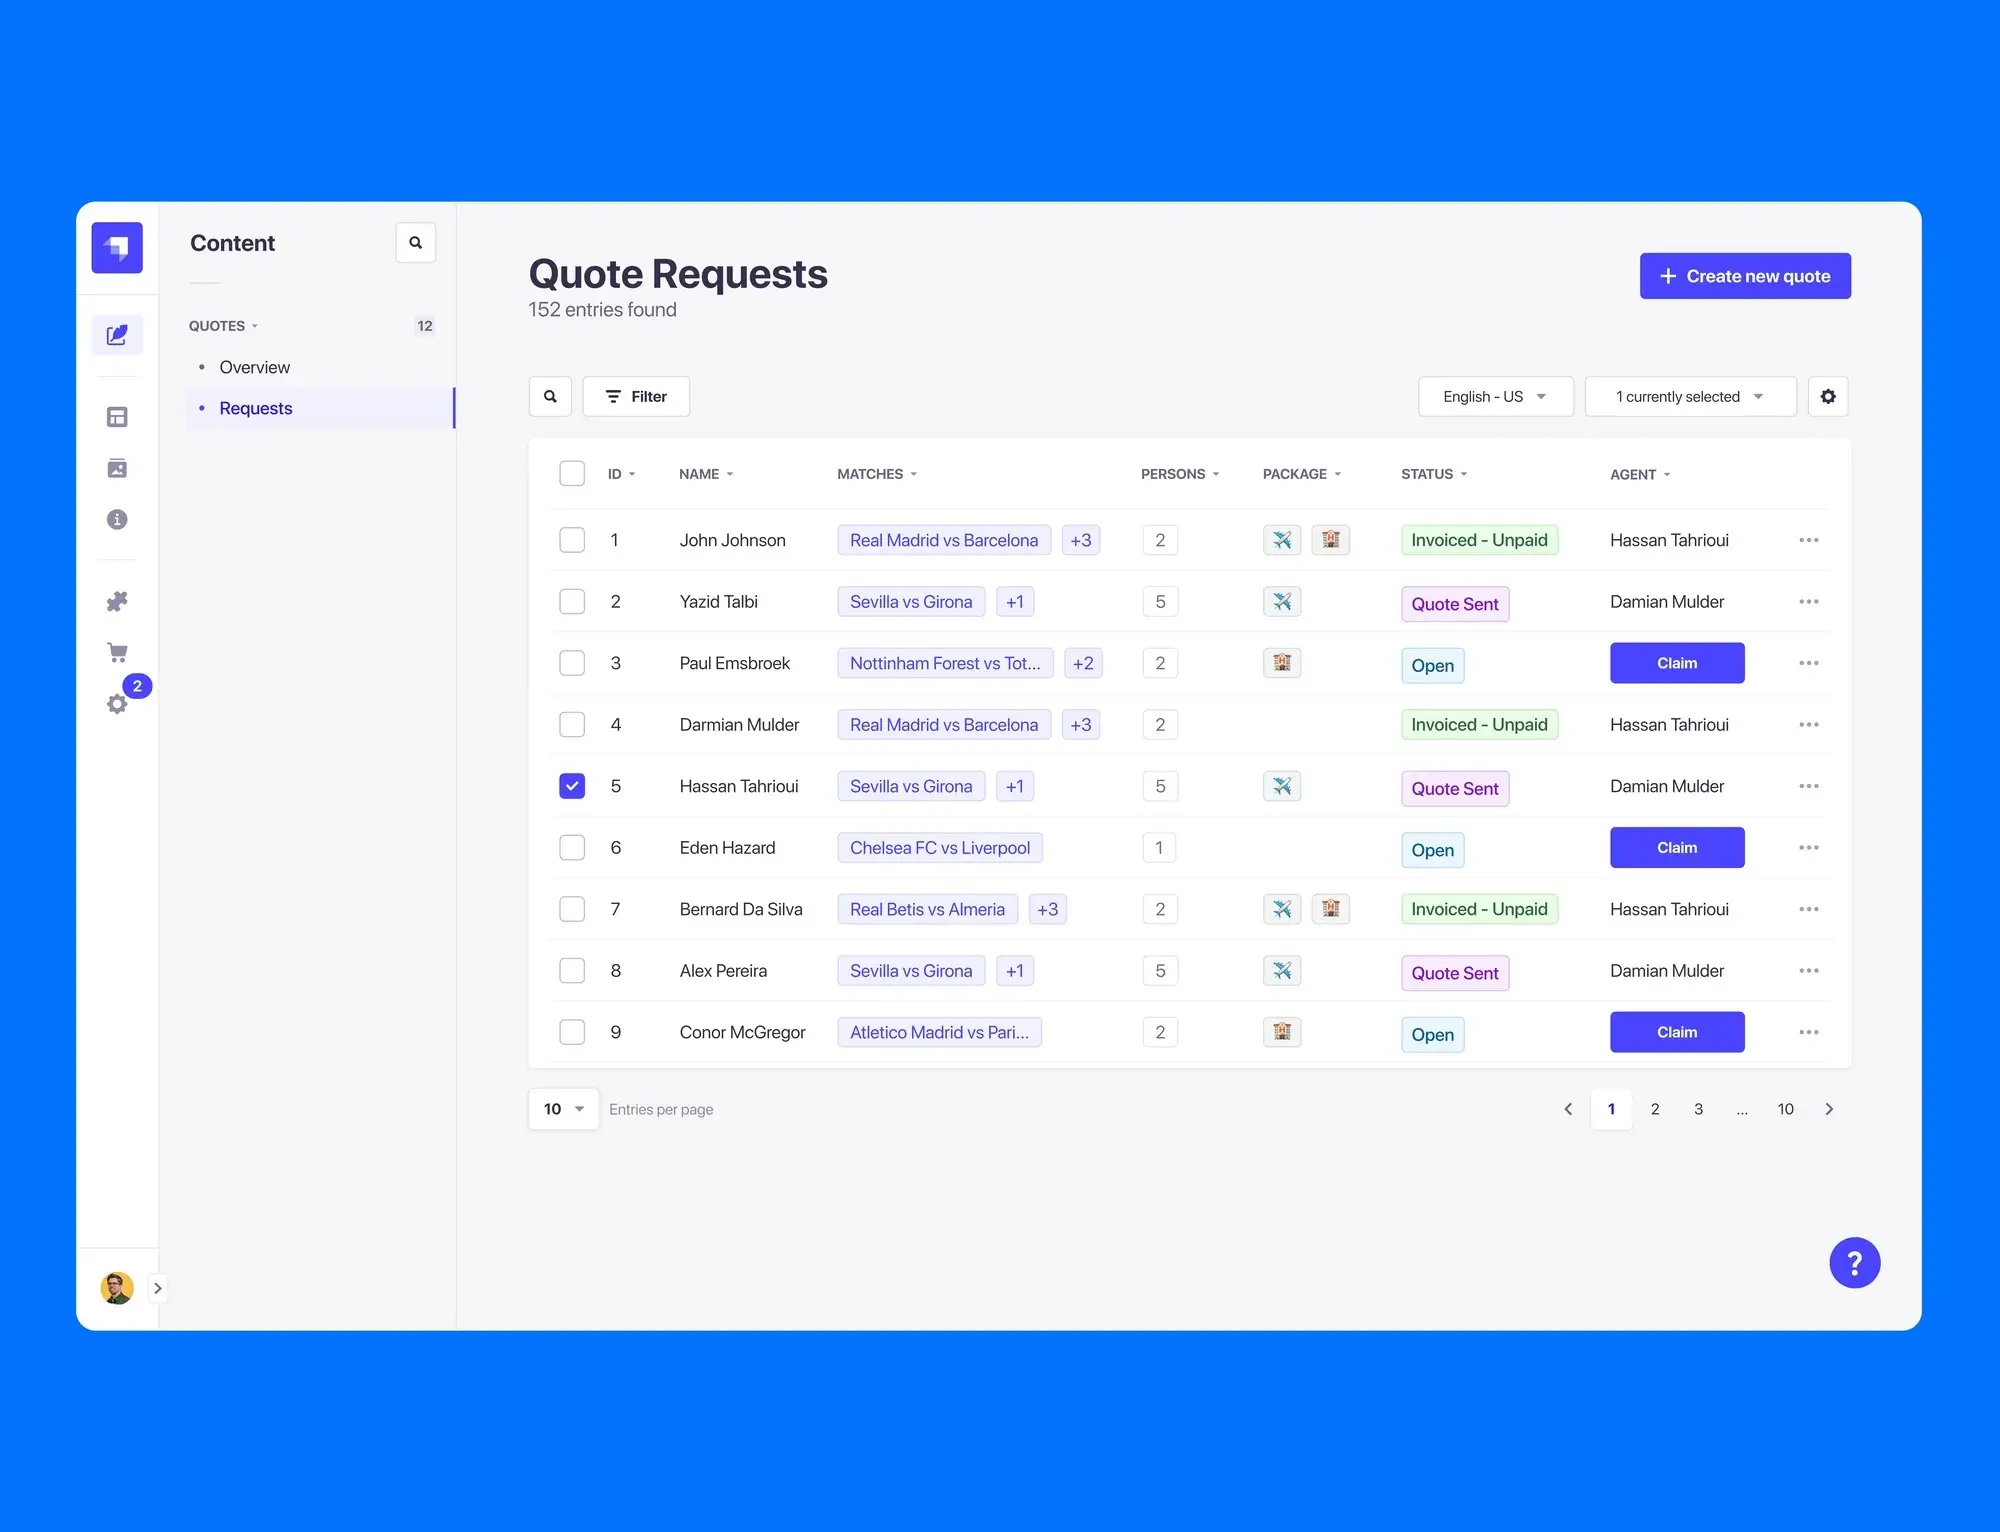 Content
QUOTES 12
Overview
Requests
2
Quote Requests
152 entries found
+ Create new quote
Filter
English - US
1 currently selected
ID NAME MATCHES PERSONS PACKAGE STATUS AGENT
1 John Johnson Real Madrid vs Barcelona +3 2 Invoiced - Unpaid Hassan Tahrioui
2 Yazid Talbi Sevilla vs Girona +1 5 Quote Sent Damian Mulder
3 Paul Emsbroek Nottinham Forest vs Tot... +2 2 Open Claim
4 Darmian Mulder Real Madrid vs Barcelona +3 2 Invoiced - Unpaid Hassan Tahrioui
5 Hassan Tahrioui Sevilla vs Girona +1 5 Quote Sent Damian Mulder
6 Eden Hazard Chelsea FC vs Liverpool 1 Open Claim
7 Bernard Da Silva Real Betis vs Almeria +3 2 Invoiced - Unpaid Hassan Tahrioui
8 Alex Pereira Sevilla vs Girona +1 5 Quote Sent Damian Mulder
9 Conor McGregor Atletico Madrid vs Pari... 2 Open Claim
10 Entries per page
1 2 3 ... 10
?